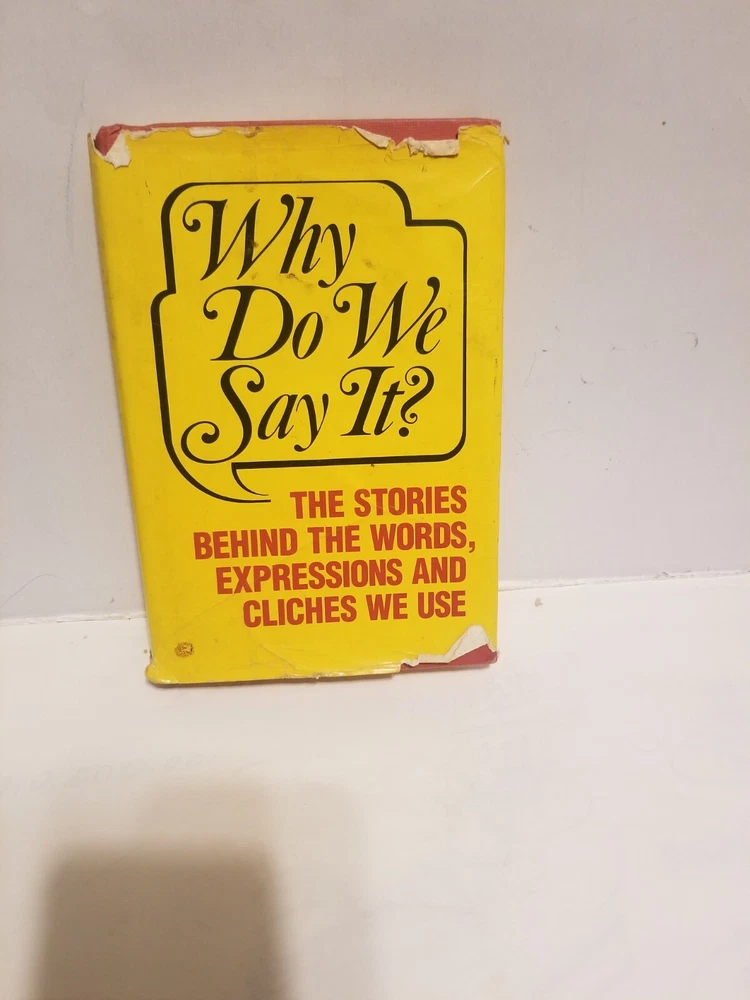 Why
Do We
Say It?
THE STORIES
BEHIND THE WORDS,
EXPRESSIONS AND
CLICHES WE USE